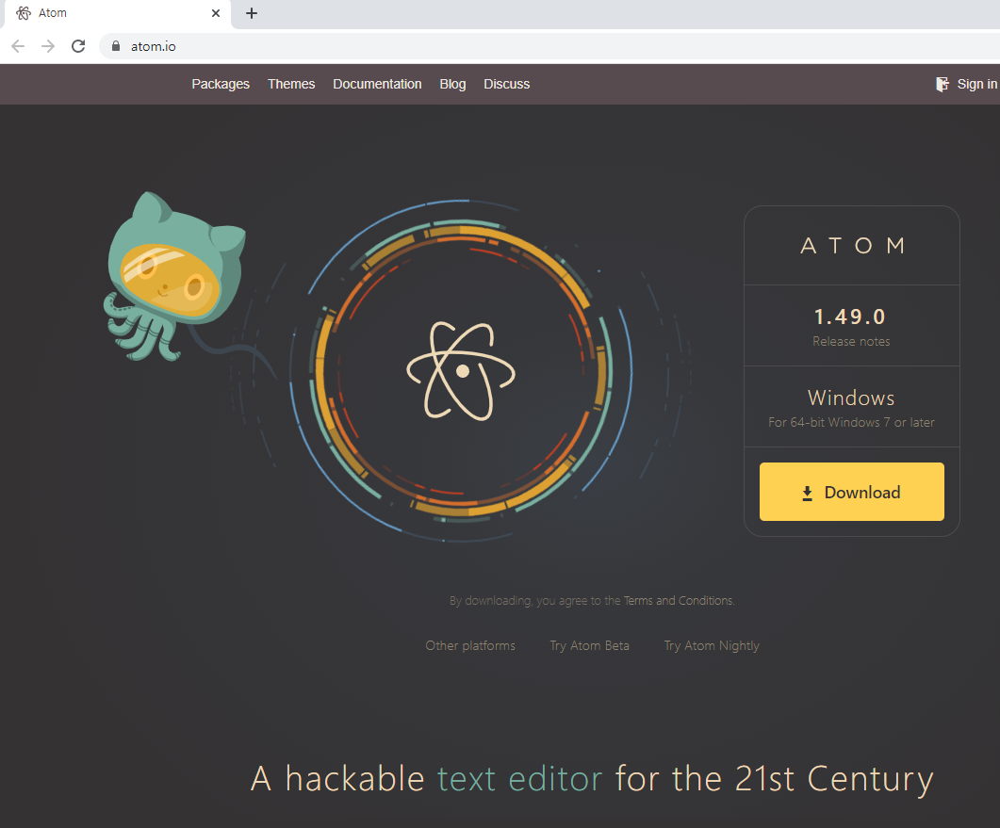 Atom
atom.io
Packages Themes Documentation Blog Discuss Sign in
ATOM
1.49.0
Release notes
Windows
For 64-bit Windows 7 or later
Download
By downloading, you agree to the Terms and Conditions.
Other platforms Try Atom Beta Try Atom Nightly
A hackable text editor for the 21st Century